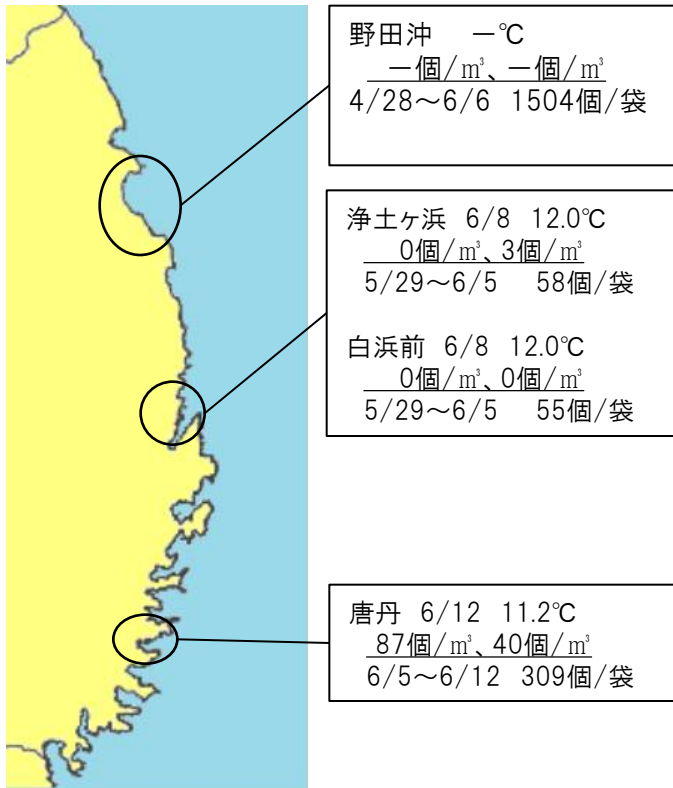 野田沖　ー℃
ー個/㎥、ー個/㎥
4/28～6/6　1504個/袋
浄土ヶ浜　6/8　12.0℃
0個/㎥、3個/㎥
5/29～6/5　58個/袋
白浜前　6/8　12.0℃
0個/㎥、0個/㎥
5/29～6/5　55個/袋
唐丹　6/12　11.2℃
87個/㎥、40個/㎥
6/5～6/12　309個/袋